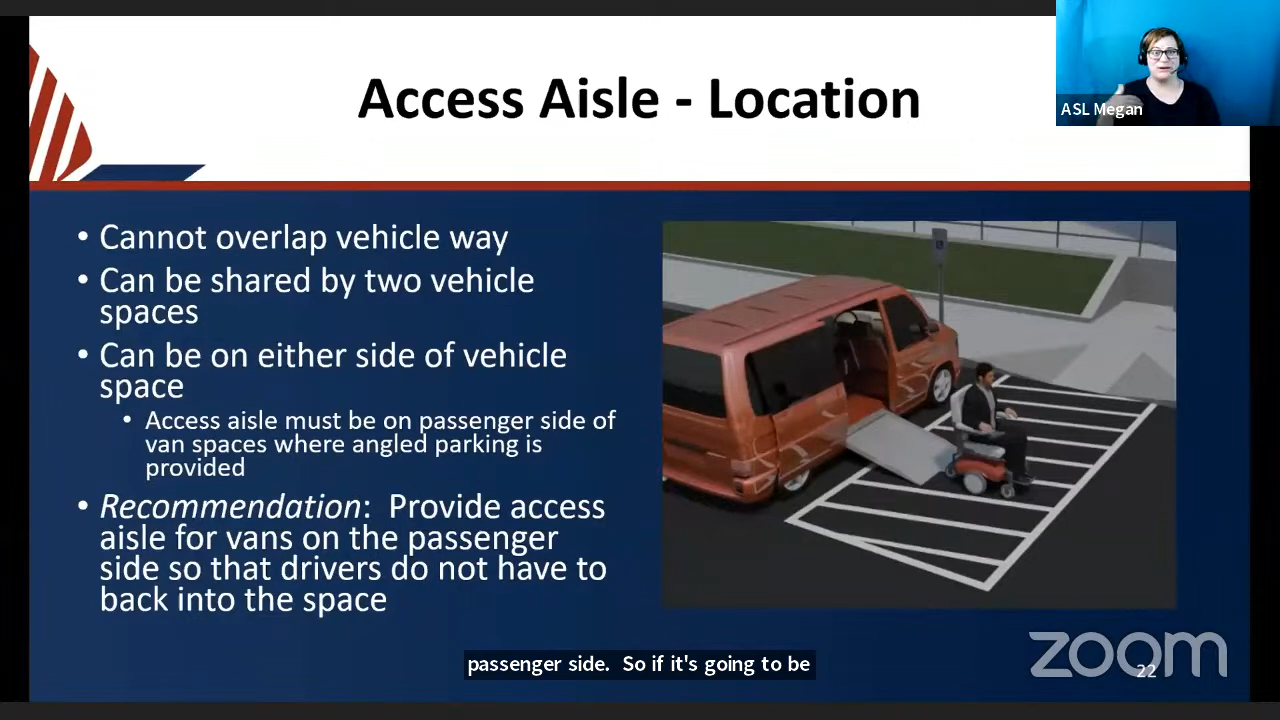 Access Aisle - Location
ASL Megan
• Cannot overlap vehicle way
• Can be shared by two vehicle
spaces
• Can be on either side of vehicle
space
• Access aisle must be on passenger side of
van spaces where angled parking is
provided
• Recommendation: Provide access
aisle for vans on the passenger
side so that drivers do not have to
back into the space
passenger side. So if it's going to be
zoom
22